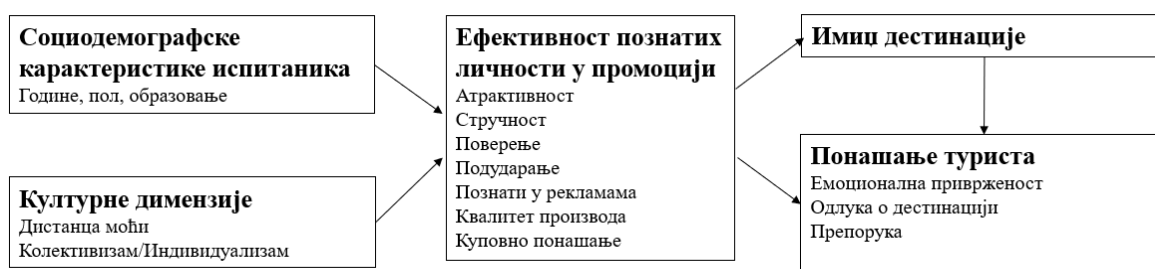 Социодемографске
карактеристике испитаника
Године, пол, образовање
Културне димензије
Дистанца моћи
Колективизам/Индивидуализам
Ефективност познатих
личности у промоцији
Атрактивност
Стручност
Поверење
Подударање
Познати у рекламама
Квалитет производа
Куповно понашање
Имиџ дестинације
Понашање туриста
Емоционална приврженост
Одлука о дестинацији
Препорука